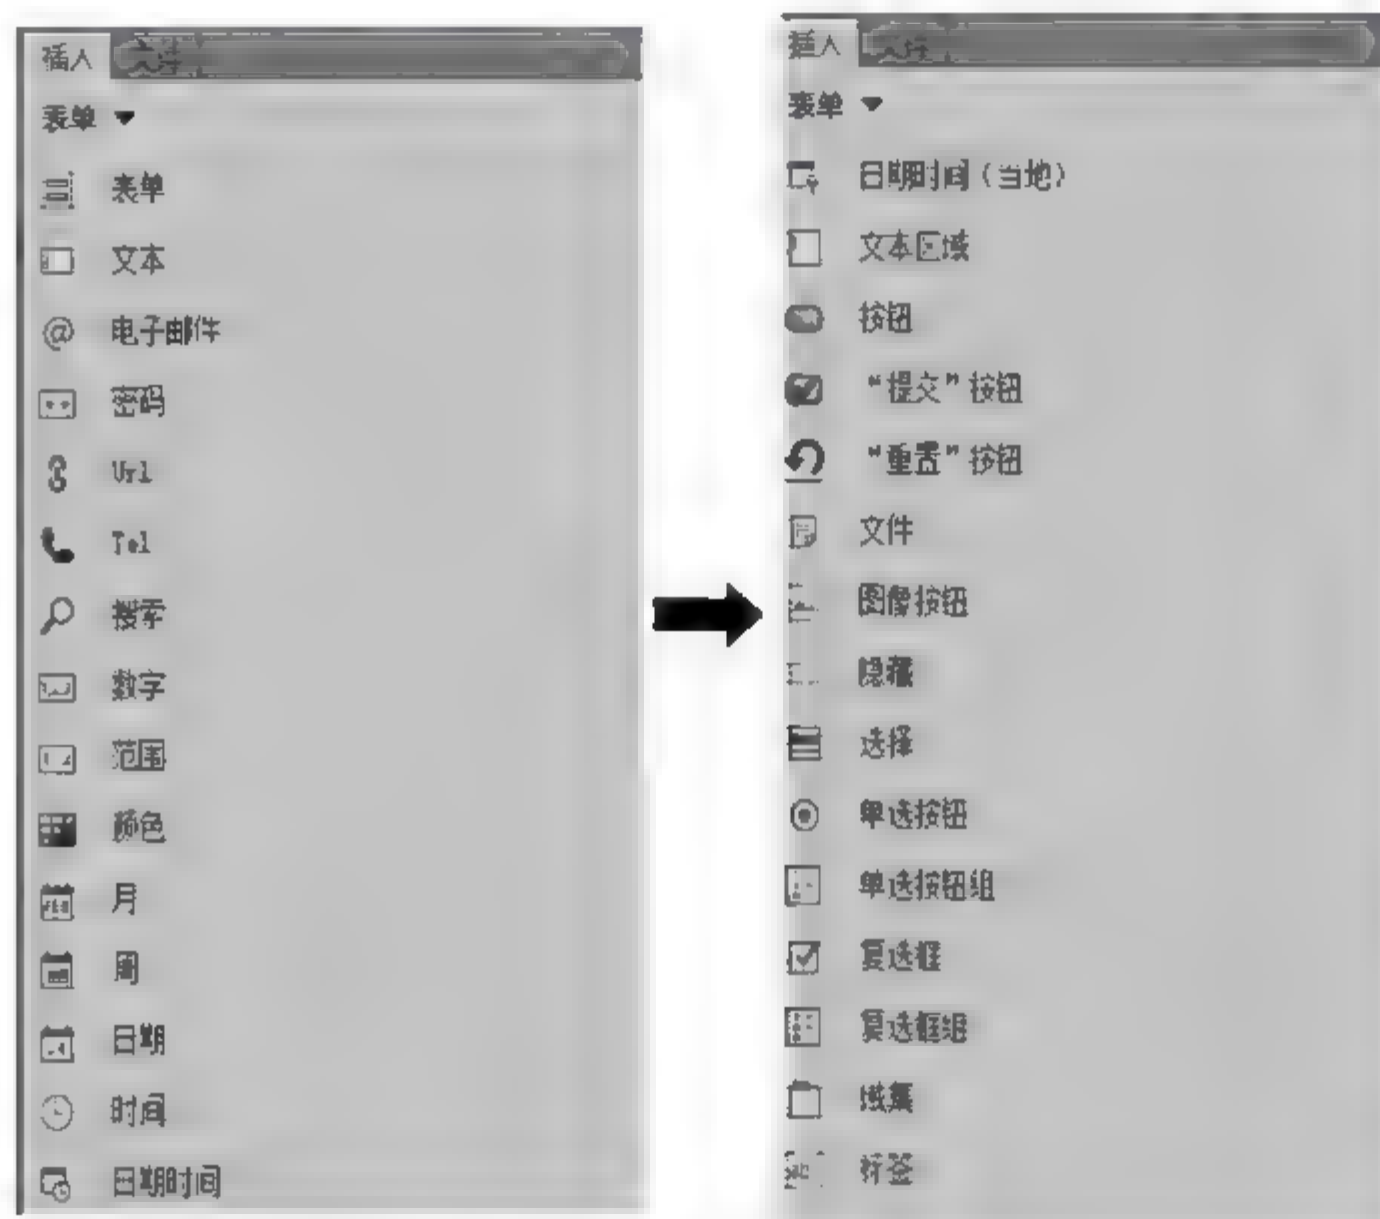 插入
表单
表单
文本
电子邮件
密码
Url
Tel
搜索
数字
范围
颜色
月
周
日期
时间
日期时间
插入
表单
日期时间（当地）
文本区域
按钮
“提交”按钮
“重置”按钮
文件
图像按钮
隐藏
选择
单选按钮
单选按钮组
复选框
复选框组
域集
标签